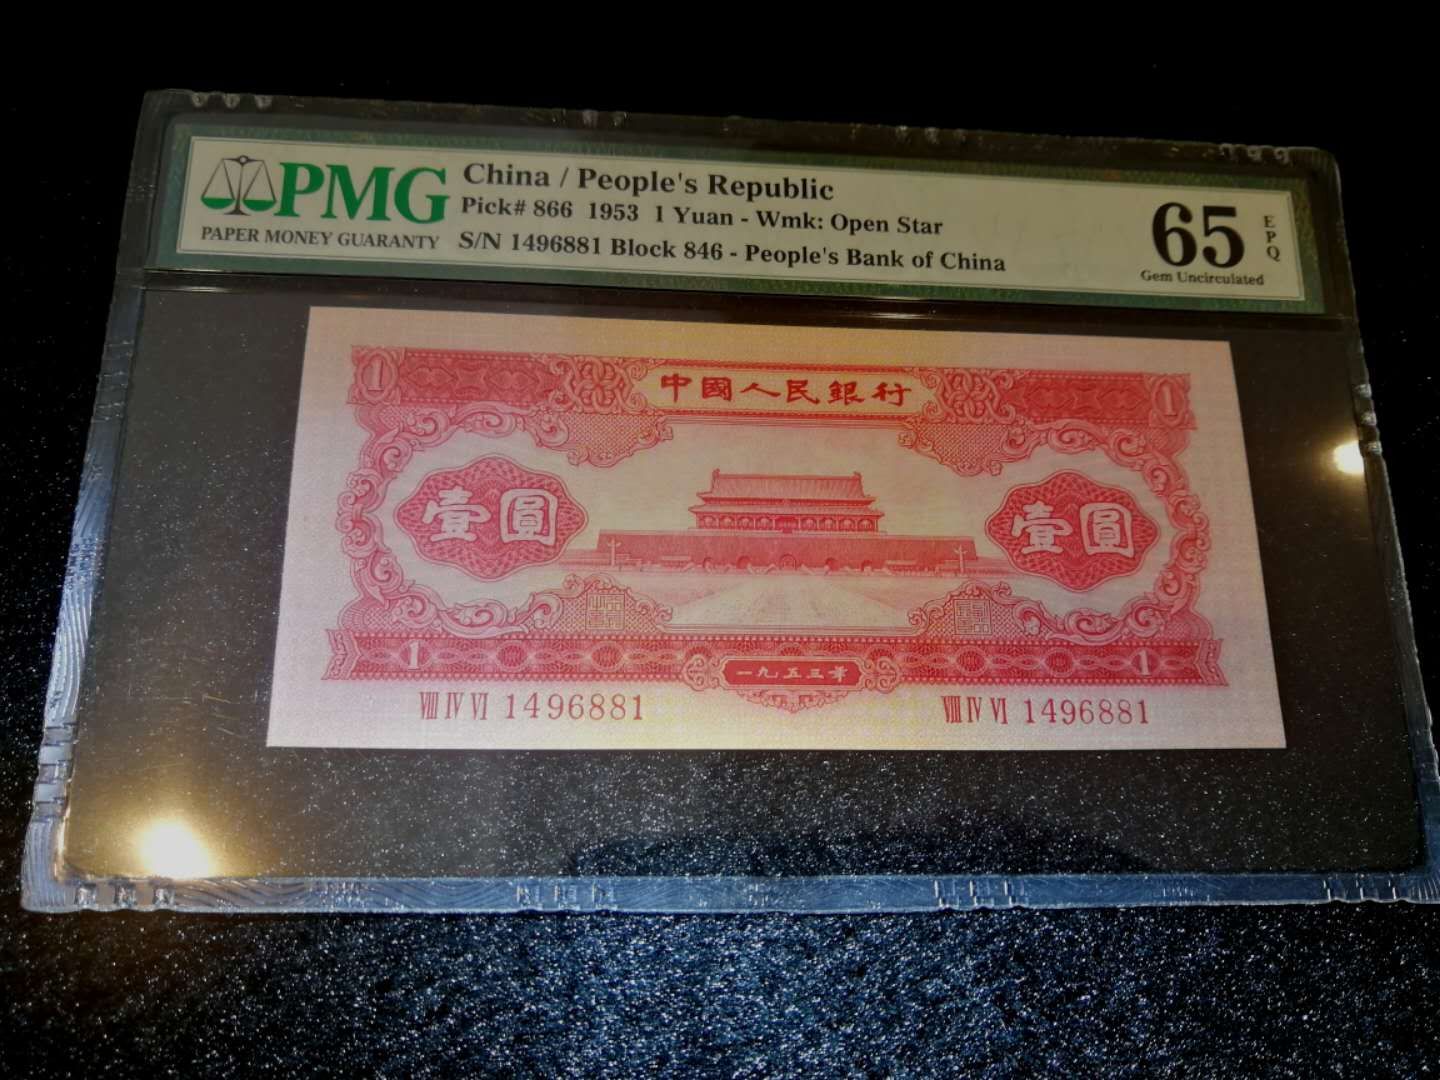 PMG
PAPER MONEY GUARANTY
China / People's Republic
Pick# 866 1953 1 Yuan - Wmk: Open Star
S/N 1496881 Block 846 - People's Bank of China
65
EPQ
Gem Uncirculated
1 中國人民銀行 1
壹圓 壹圓
1 一九五三年 1
VIII IV VI 1496881 VIII IV VI 1496881